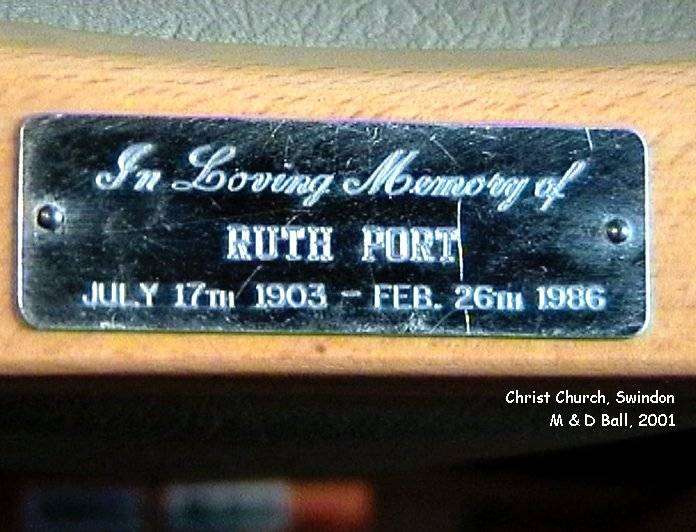 In Loving Memory of
RUTH PORT
JULY 17TH 1903 – FEB. 26TH 1986
Christ Church, Swindon
M & D Ball, 2001